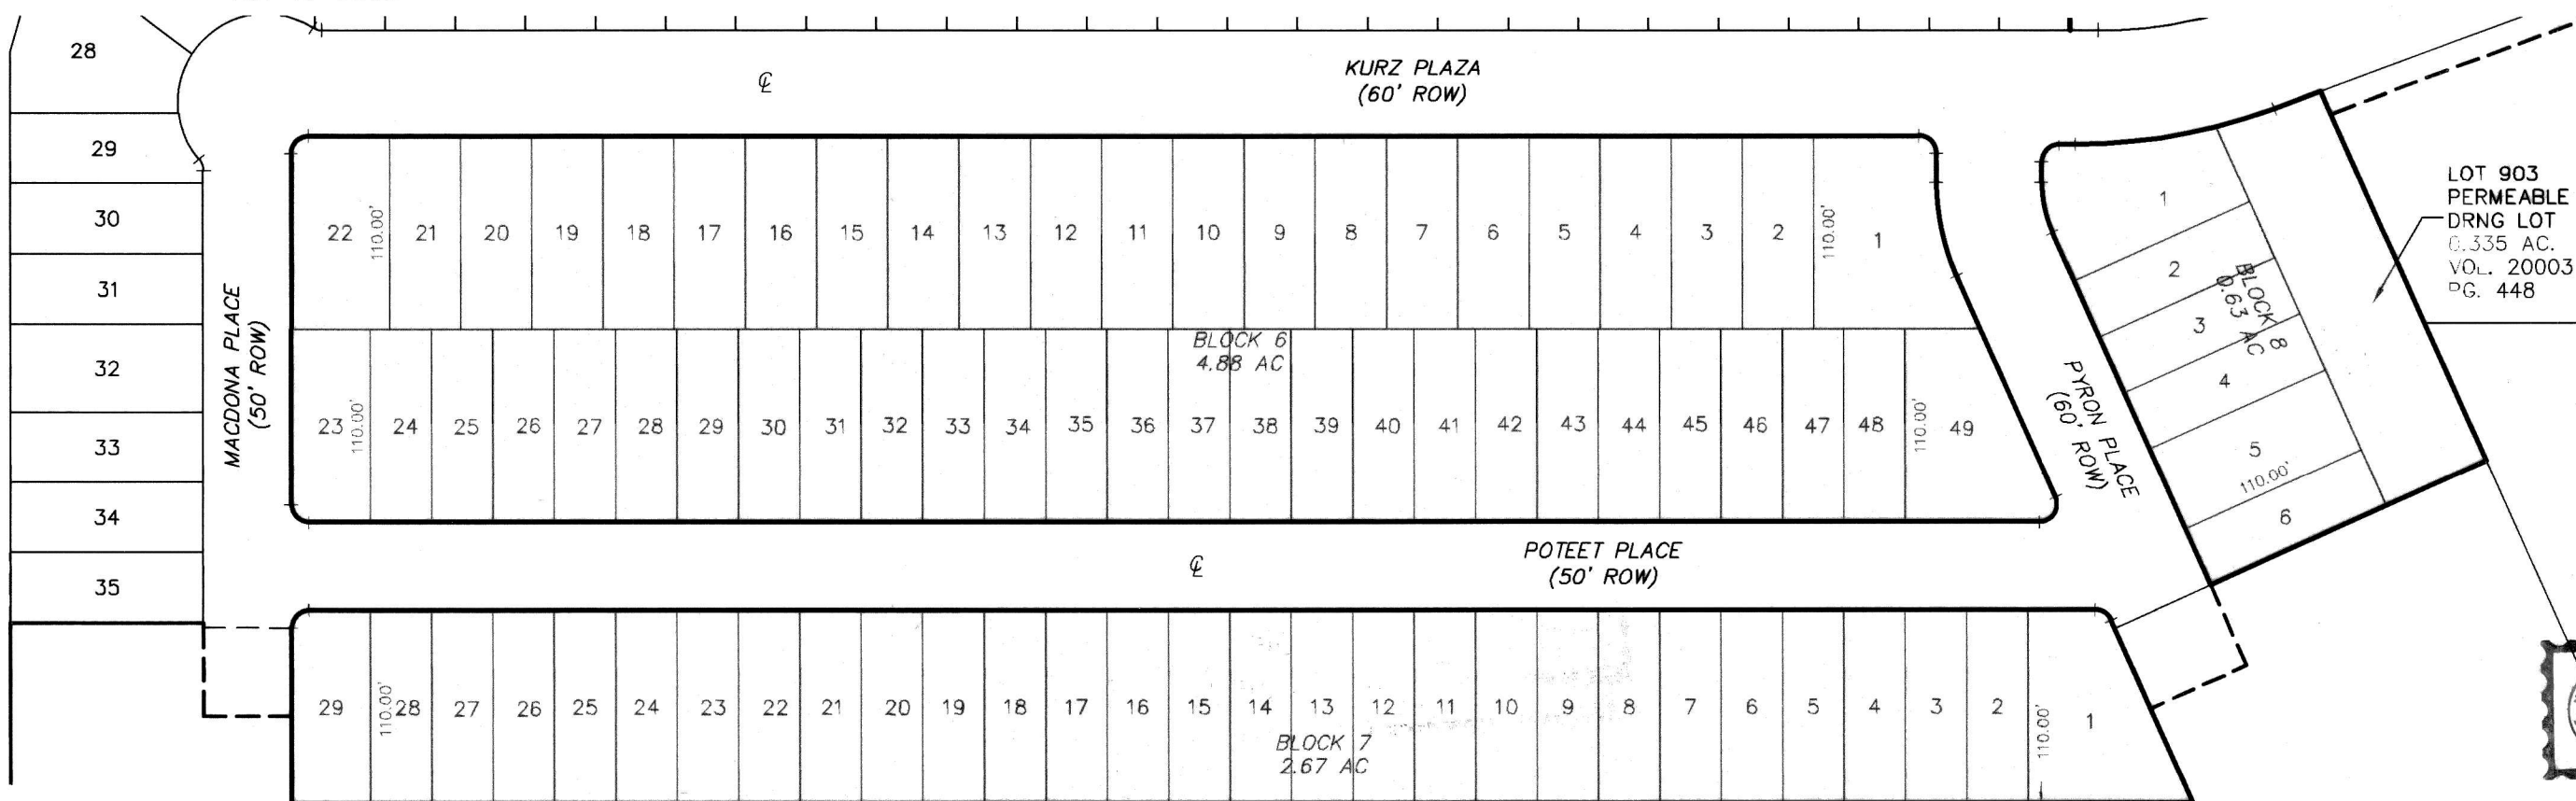 28
29
30
31
32
33
34
35
KURZ PLAZA
(60' ROW)
℄
MACDONA PLACE
(50' ROW)
22 110.00' 21 20 19 18 17 16 15 14 13 12 11 10 9 8 7 6 5 4 3 2 110.00' 1
BLOCK 6
4.88 AC
23 110.00' 24 25 26 27 28 29 30 31 32 33 34 35 36 37 38 39 40 41 42 43 44 45 46 47 48 110.00' 49
POTEET PLACE
(50' ROW)
℄
29 110.00' 28 27 26 25 24 23 22 21 20 19 18 17 16 15 14 13 12 11 10 9 8 7 6 5 4 3 2 110.00' 1
BLOCK 7
2.67 AC
PYRON PLACE
(60' ROW)
1
2
3
4
5
110.00'
6
BLOCK 8
0.63 AC
LOT 903
PERMEABLE
DRNG LOT
0.335 AC.
VOL. 20003
PG. 448